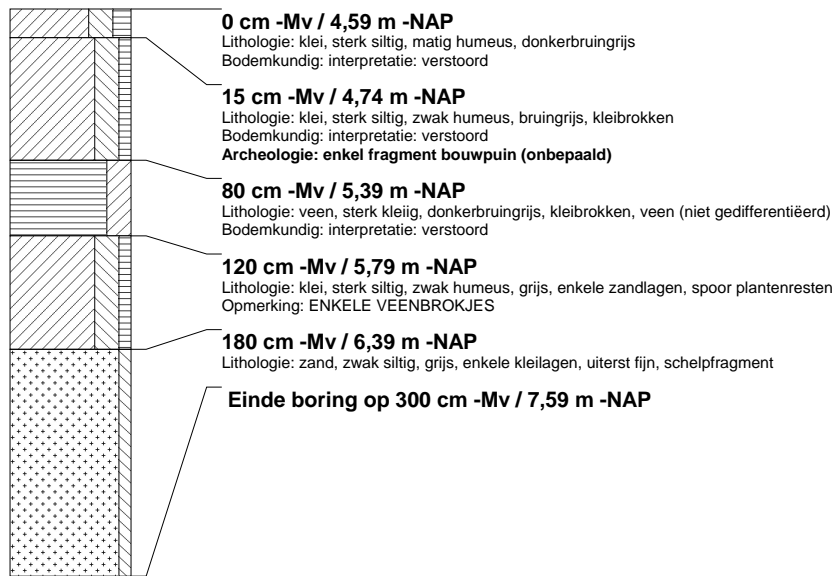 0 cm -Mv / 4,59 m -NAP
Lithologie: klei, sterk siltig, matig humeus, donkerbruingrijs
Bodemkundig: interpretatie: verstoord
15 cm -Mv / 4,74 m -NAP
Lithologie: klei, sterk siltig, zwak humeus, bruingrijs, kleibrokken
Bodemkundig: interpretatie: verstoord
Archeologie: enkel fragment bouwpuin (onbepaald)
80 cm -Mv / 5,39 m -NAP
Lithologie: veen, sterk kleiig, donkerbruingrijs, kleibrokken, veen (niet gedifferentiëerd)
Bodemkundig: interpretatie: verstoord
120 cm -Mv / 5,79 m -NAP
Lithologie: klei, sterk siltig, zwak humeus, grijs, enkele zandlagen, spoor plantenresten
Opmerking: ENKELE VEENBROKJES
180 cm -Mv / 6,39 m -NAP
Lithologie: zand, zwak siltig, grijs, enkele kleilagen, uiterst fijn, schelpfragment
Einde boring op 300 cm -Mv / 7,59 m -NAP